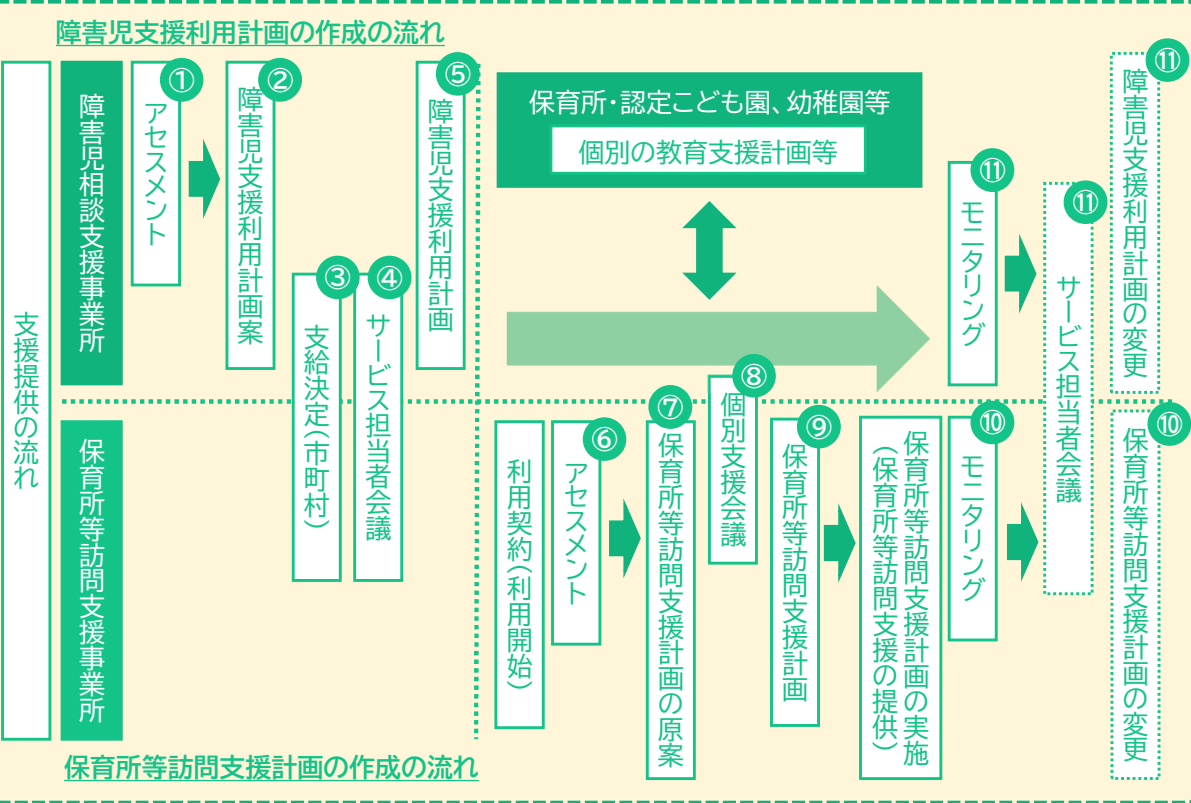 障害児支援利用計画の作成の流れ
支援提供の流れ
障害児相談支援事業所
①
アセスメント
②
障害児支援利用計画案
③
支給決定(市町村)
④
サービス担当者会議
⑤
障害児支援利用計画
保育所・認定こども園、幼稚園等
個別の教育支援計画等
⑪
モニタリング
⑪
サービス担当者会議
⑪
障害児支援利用計画の変更
保育所等訪問支援事業所
利用契約(利用開始)
⑥
アセスメント
⑦
保育所等訪問支援計画の原案
⑧
個別支援会議
⑨
保育所等訪問支援計画
保育所等訪問支援計画の実施
(保育所等訪問支援の提供)
⑩
モニタリング
⑩
保育所等訪問支援計画の変更
保育所等訪問支援計画の作成の流れ